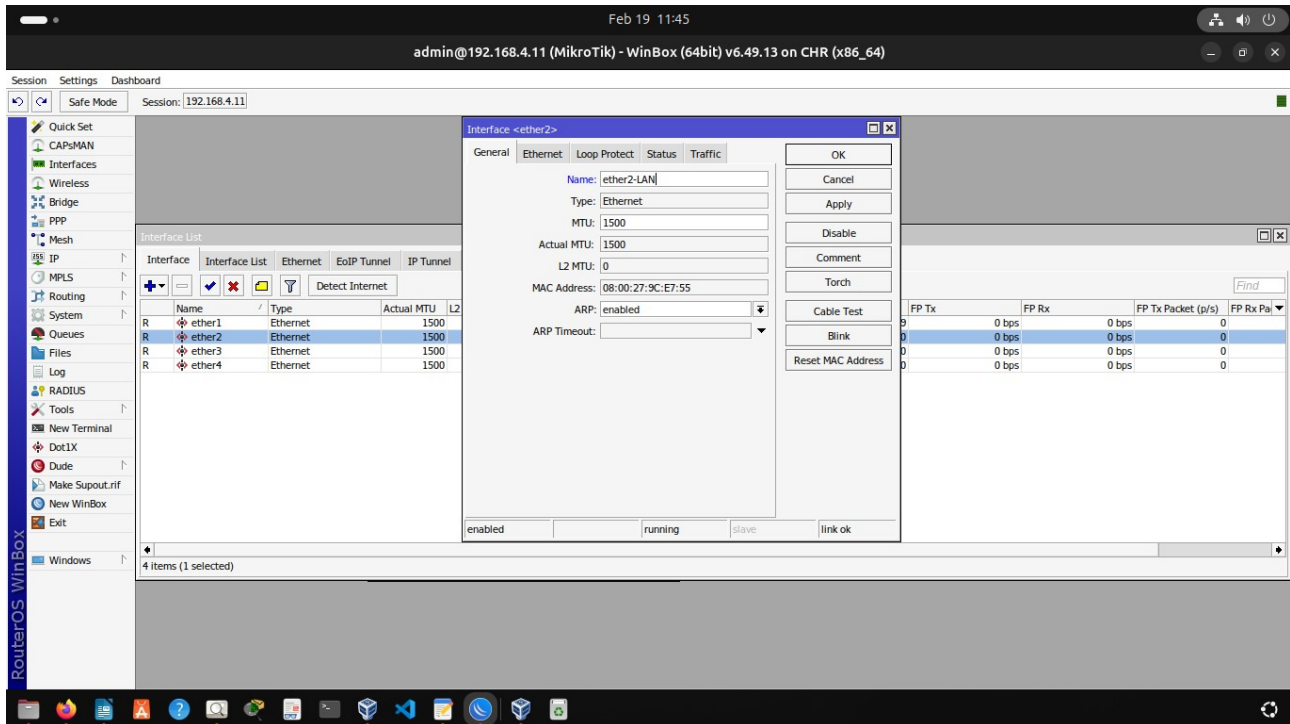 Feb 19 11:45
admin@192.168.4.11 (MikroTik) - WinBox (64bit) v6.49.13 on CHR (x86_64)
Session Settings Dashboard
Safe Mode Session: 192.168.4.11
Quick Set
CAPsMAN
Interfaces
Wireless
Bridge
PPP
Mesh
IP
MPLS
Routing
System
Queues
Files
Log
RADIUS
Tools
New Terminal
Dot1X
Dude
Make Supout.rif
New WinBox
Exit
Windows
RouterOS WinBox
Interface List
Interface Interface List Ethernet EoIP Tunnel IP Tunnel
Detect Internet Find
Name Type Actual MTU L2 FP Tx FP Rx FP Tx Packet (p/s) FP Rx Pa
R ether1 Ethernet 1500 9 0 bps 0 bps 0
R ether2 Ethernet 1500 0 0 bps 0 bps 0
R ether3 Ethernet 1500 0 0 bps 0 bps 0
R ether4 Ethernet 1500 0 0 bps 0 bps 0
4 items (1 selected)
Interface <ether2>
General Ethernet Loop Protect Status Traffic
Name: ether2-LAN
Type: Ethernet
MTU: 1500
Actual MTU: 1500
L2 MTU: 0
MAC Address: 08:00:27:9C:E7:55
ARP: enabled
ARP Timeout:
OK
Cancel
Apply
Disable
Comment
Torch
Cable Test
Blink
Reset MAC Address
enabled running slave link ok